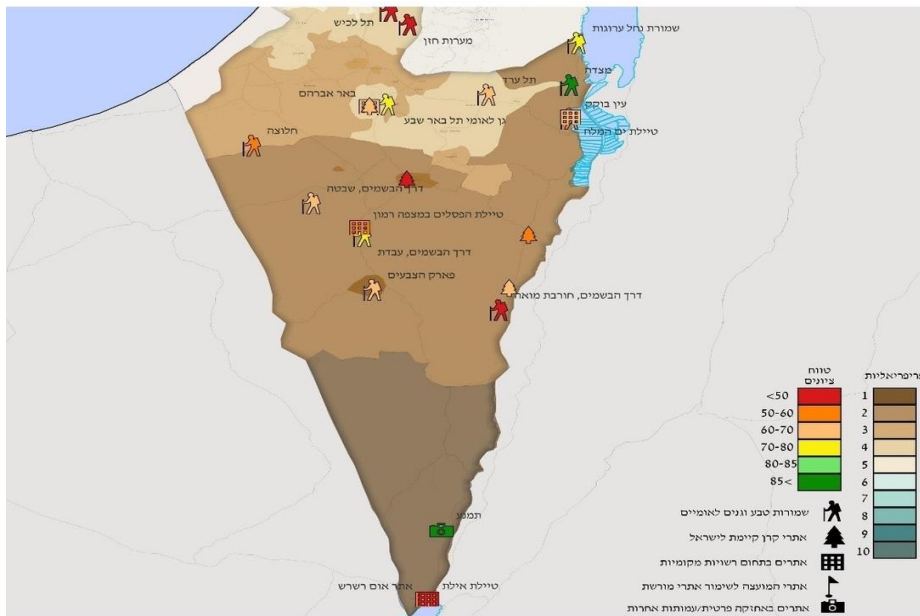 תל לכיש
מערות חזן
שמורת נחל ערוגות
מצדה
תל ערד
באר אברהם
עין בוקק
גן לאומי תל באר שבע
טיילת ים המלח
חלוצה
דרך הבשמים, שבטה
טיילת הפסלים במצפה רמון
דרך הבשמים, עבדת
פארק הצבעים
דרך הבשמים, חורבת מואה
תמנע
טיילת אילת
אתר אום רשרש
טווח
ציונים
<50
50-60
60-70
70-80
80-85
85<
פריפריאליות
1
2
3
4
5
6
7
8
9
10
שמורות טבע וגנים לאומיים
אתרי קרן קיימת לישראל
אתרים בתחום רשויות מקומיות
אתרי המועצה לשימור אתרי מורשת
אתרים באחזקה פרטית/עמותות אחרות